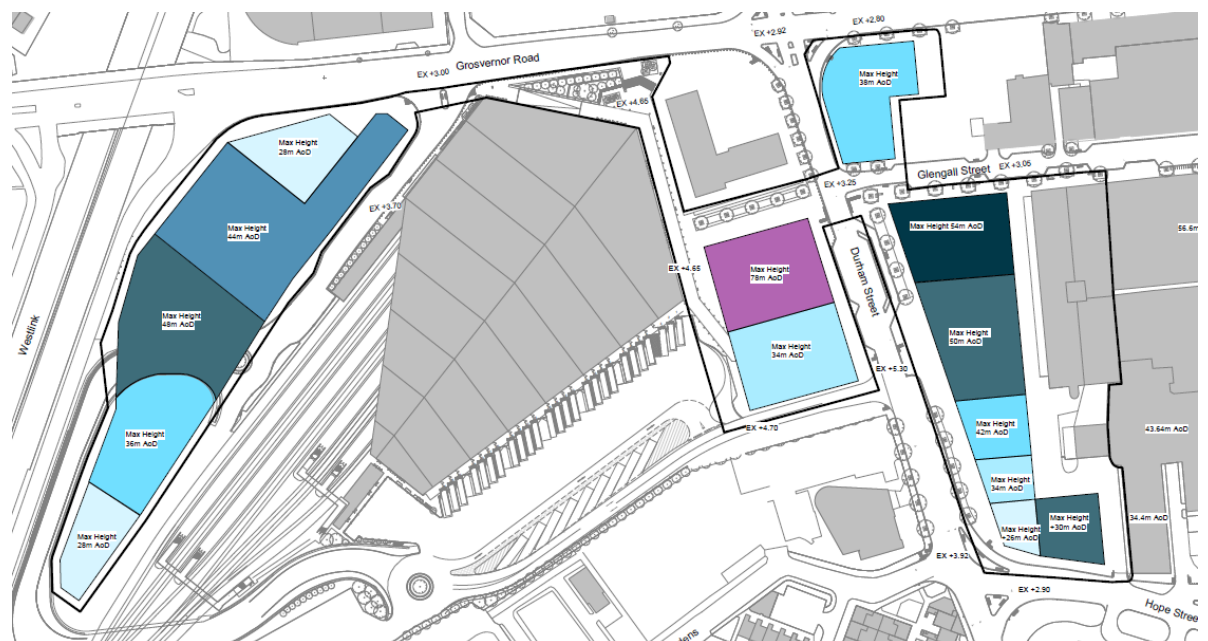 EX +2.80
EX +2.92
Grosvernor Road
EX +3.00
Max Height
38m AoD
EX +4.65
Max Height
28m AoD
EX +3.05
Glengall Street
EX +3.25
EX +3.70
Max Height
44m AoD
Max Height 54m AoD
56.6m
EX +4.65
Max Height
78m AoD
Durham Street
Max Height
48m AoD
Westlink
Max Height
50m AoD
Max Height
34m AoD
EX +5.30
Max Height
36m AoD
EX +4.70
Max Height
42m AoD
43.64m AoD
Max Height
34m AoD
Max Height
28m AoD
Max Height
+26m AoD
Max Height
+30m AoD
34.4m AoD
EX +3.92
EX +2.90
Hope Stree
dens